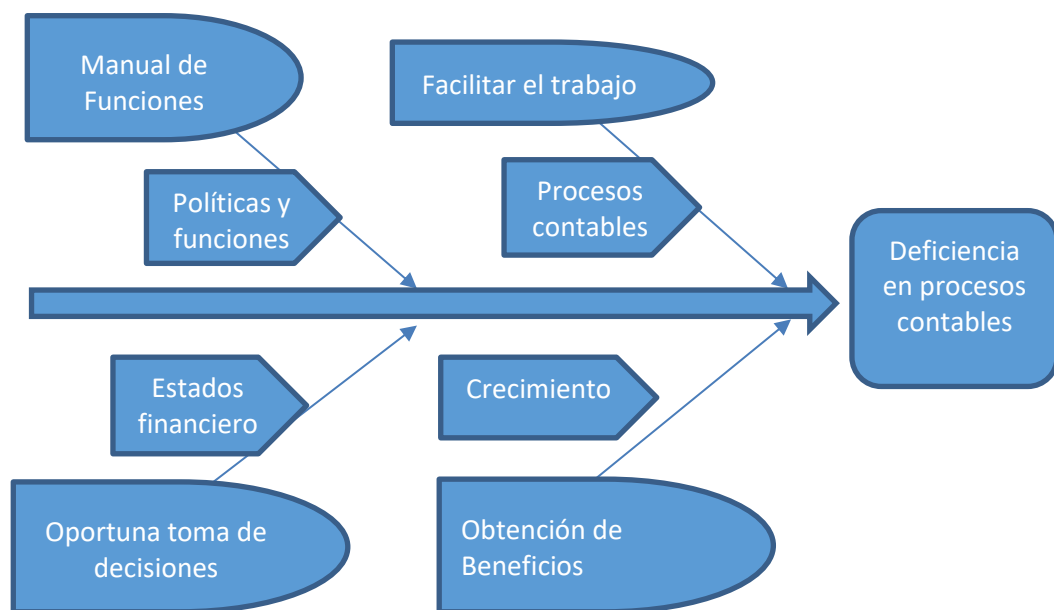 Manual de
Funciones
Facilitar el trabajo
Políticas y
funciones
Procesos
contables
Deficiencia
en procesos
contables
Estados
financiero
Crecimiento
Oportuna toma de
decisiones
Obtención de
Beneficios